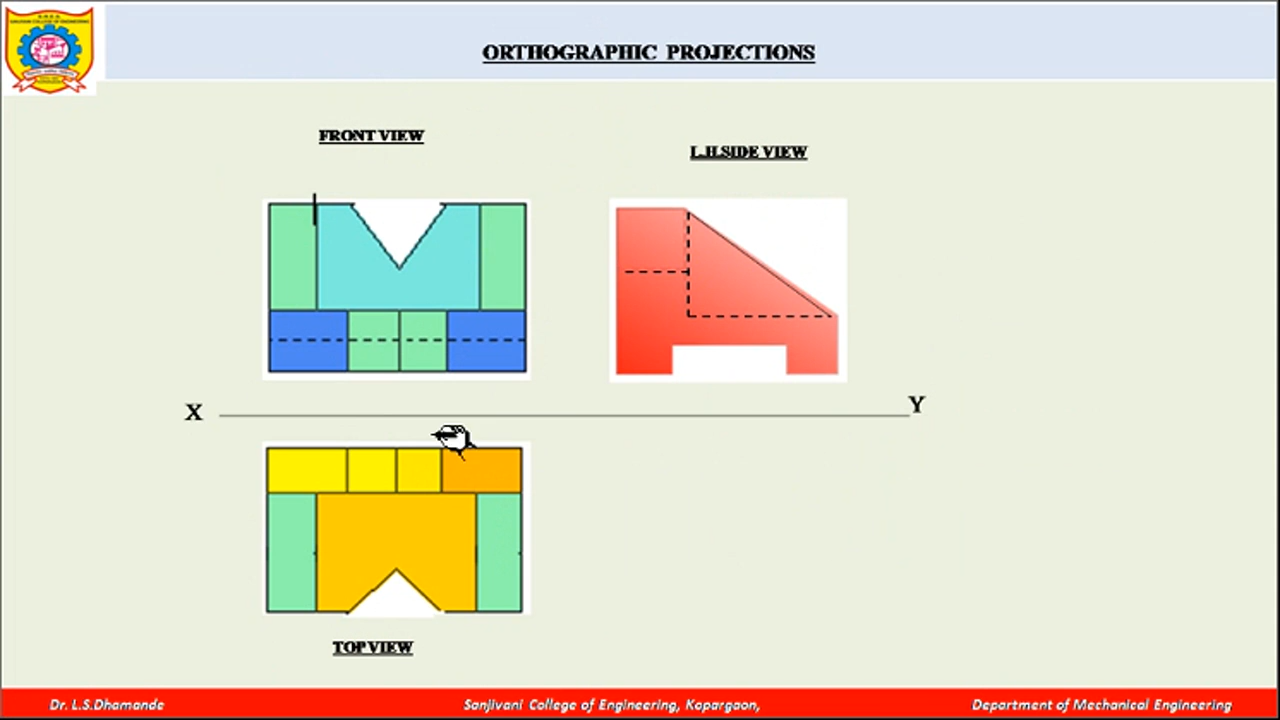 ORTHOGRAPHIC PROJECTIONS
FRONT VIEW
L.H.SIDE VIEW
X
Y
TOP VIEW
Dr. L.S.Dhamande
Sanjivani College of Engineering, Kopargaon,
Department of Mechanical Engineering